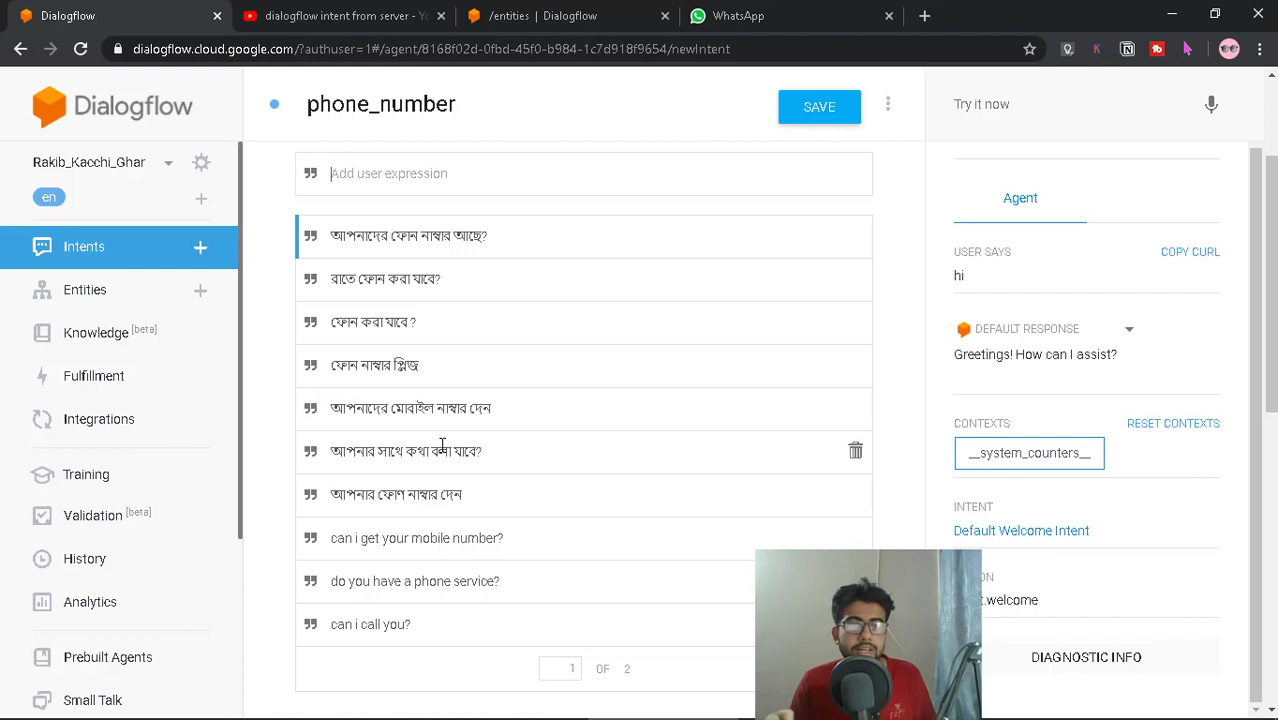 Dialogflow
dialogflow intent from server - Yo
/entities | Dialogflow
WhatsApp
dialogflow.cloud.google.com/?authuser=1#/agent/8168f02d-0fbd-45f0-b984-1c7d918f9654/newIntent
Dialogflow
Rakib_Kacchi_Ghar
en
Intents
Entities
Knowledge [beta]
Fulfillment
Integrations
Training
Validation [beta]
History
Analytics
Prebuilt Agents
Small Talk
phone_number
SAVE
Add user expression
আপনাদের ফোন নাম্বার আছে?
রাতে ফোন করা যাবে?
ফোন করা যাবে ?
ফোন নাম্বার প্লিজ
আপনাদের মোবাইল নাম্বার দেন
আপনার সাথে কথা বলা যাবে?
আপনার ফোণ নাম্বার দেন
can i get your mobile number?
do you have a phone service?
can i call you?
1 OF 2
Try it now
Agent
USER SAYS
COPY CURL
hi
DEFAULT RESPONSE
Greetings! How can I assist?
CONTEXTS
RESET CONTEXTS
__system_counters__
INTENT
Default Welcome Intent
.welcome
DIAGNOSTIC INFO